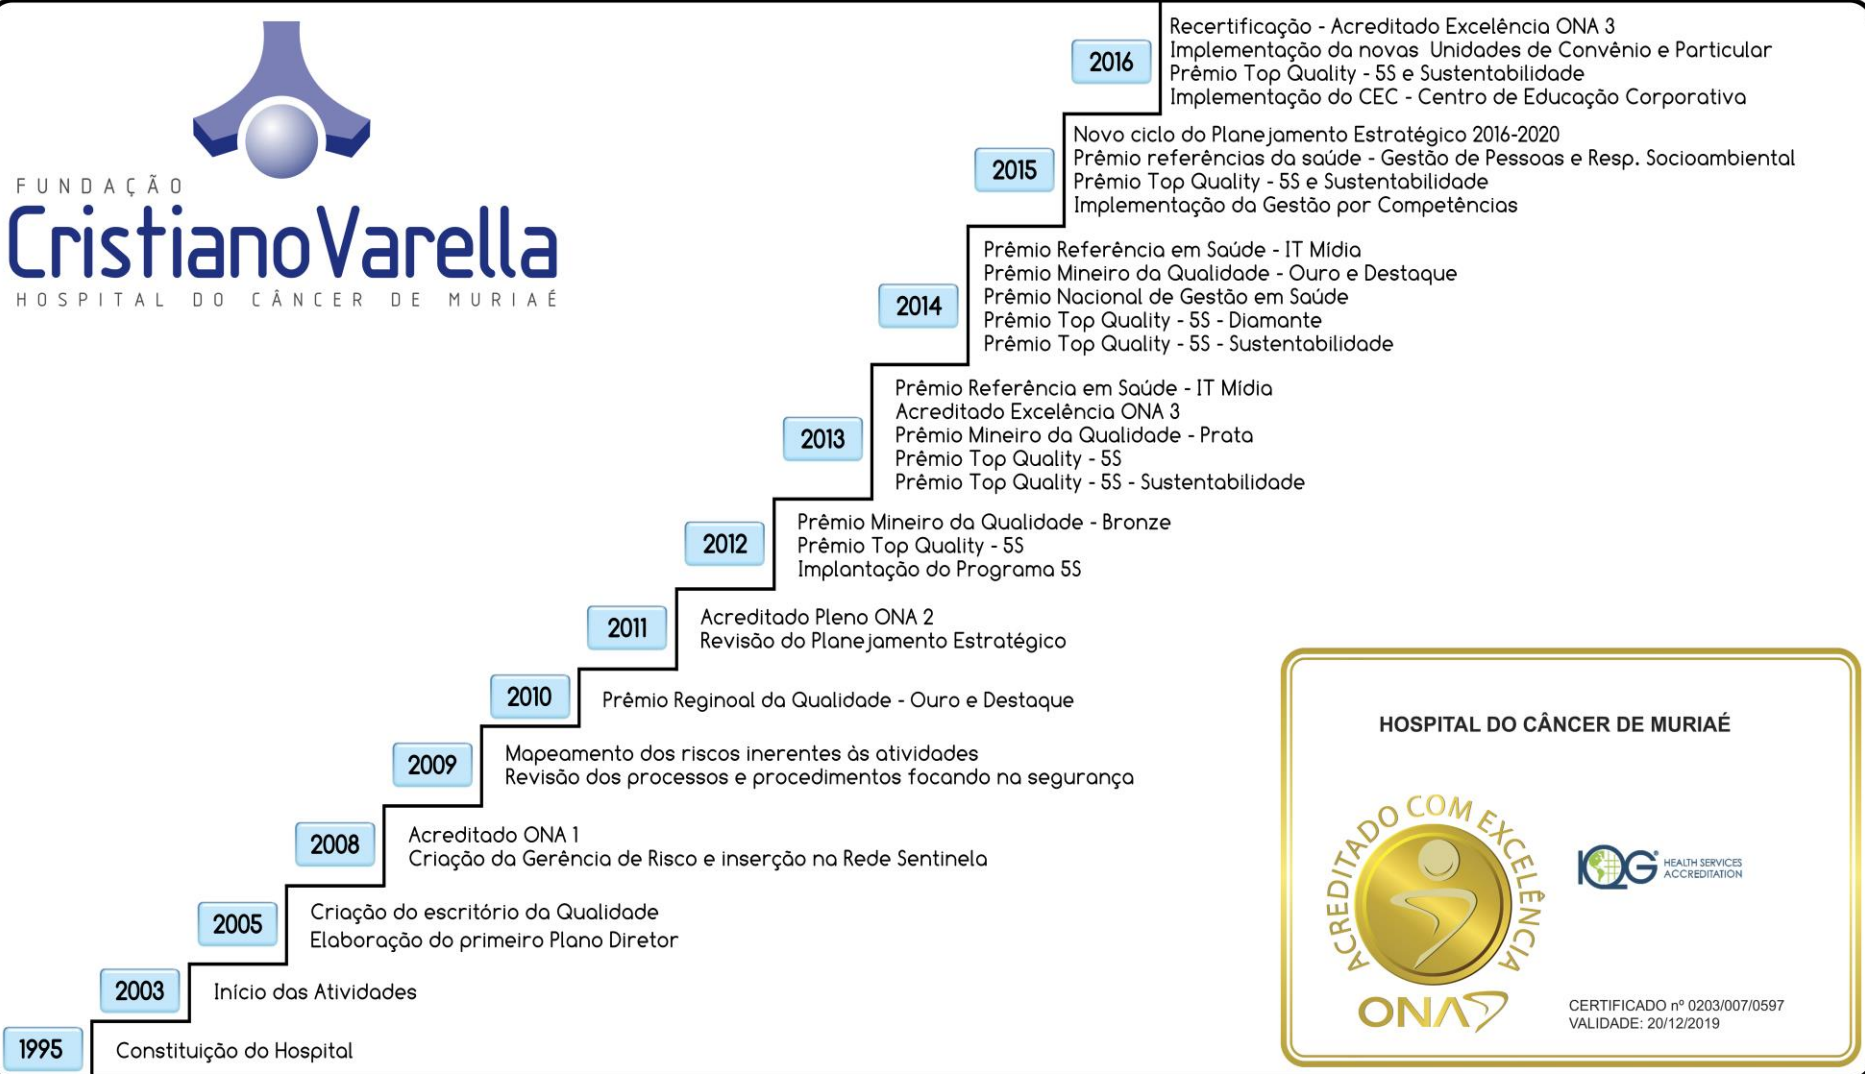 FUNDAÇÃO
CristianoVarella
HOSPITAL DO CÂNCER DE MURIAÉ
2016
Recertificação - Acreditado Excelência ONA 3
Implementação da novas Unidades de Convênio e Particular
Prêmio Top Quality - 5S e Sustentabilidade
Implementação do CEC - Centro de Educação Corporativa
2015
Novo ciclo do Planejamento Estratégico 2016-2020
Prêmio referências da saúde - Gestão de Pessoas e Resp. Socioambiental
Prêmio Top Quality - 5S e Sustentabilidade
Implementação da Gestão por Competências
2014
Prêmio Referência em Saúde - IT Mídia
Prêmio Mineiro da Qualidade - Ouro e Destaque
Prêmio Nacional de Gestão em Saúde
Prêmio Top Quality - 5S - Diamante
Prêmio Top Quality - 5S - Sustentabilidade
2013
Prêmio Referência em Saúde - IT Mídia
Acreditado Excelência ONA 3
Prêmio Mineiro da Qualidade - Prata
Prêmio Top Quality - 5S
Prêmio Top Quality - 5S - Sustentabilidade
2012
Prêmio Mineiro da Qualidade - Bronze
Prêmio Top Quality - 5S
Implantação do Programa 5S
2011
Acreditado Pleno ONA 2
Revisão do Planejamento Estratégico
2010
Prêmio Reginoal da Qualidade - Ouro e Destaque
2009
Mapeamento dos riscos inerentes às atividades
Revisão dos processos e procedimentos focando na segurança
2008
Acreditado ONA 1
Criação da Gerência de Risco e inserção na Rede Sentinela
2005
Criação do escritório da Qualidade
Elaboração do primeiro Plano Diretor
2003
Início das Atividades
1995
Constituição do Hospital
HOSPITAL DO CÂNCER DE MURIAÉ
ACREDITADO COM EXCELÊNCIA
ONA
IQG® HEALTH SERVICES
ACCREDITATION
CERTIFICADO nº 0203/007/0597
VALIDADE: 20/12/2019